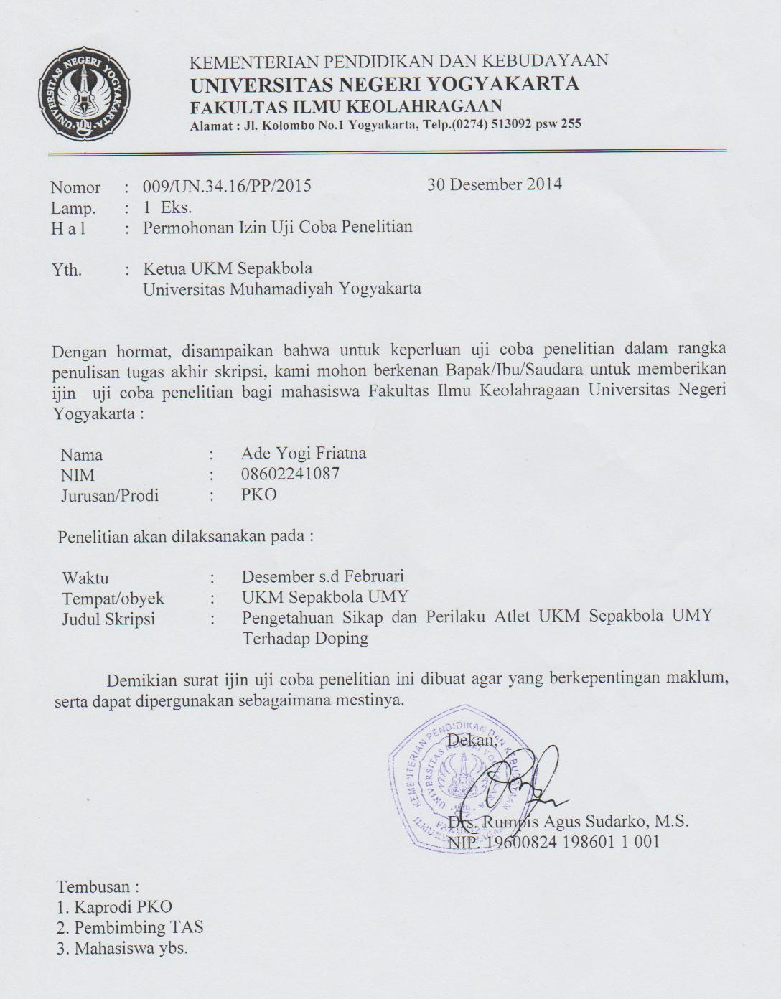 UNIVERSITAS NEGERI YOGYAKARTA
KEMENTERIAN PENDIDIKAN DAN KEBUDAYAAN
UNIVERSITAS NEGERI YOGYAKARTA
FAKULTAS ILMU KEOLAHRAGAAN
Alamat : Jl. Kolombo No.1 Yogyakarta, Telp.(0274) 513092 psw 255
Nomor : 009/UN.34.16/PP/2015 30 Desember 2014
Lamp. : 1 Eks.
H a l : Permohonan Izin Uji Coba Penelitian
Yth. : Ketua UKM Sepakbola
Universitas Muhamadiyah Yogyakarta
Dengan hormat, disampaikan bahwa untuk keperluan uji coba penelitian dalam rangka
penulisan tugas akhir skripsi, kami mohon berkenan Bapak/Ibu/Saudara untuk memberikan
ijin uji coba penelitian bagi mahasiswa Fakultas Ilmu Keolahragaan Universitas Negeri
Yogyakarta :
Nama : Ade Yogi Friatna
NIM : 08602241087
Jurusan/Prodi : PKO
Penelitian akan dilaksanakan pada :
Waktu : Desember s.d Februari
Tempat/obyek : UKM Sepakbola UMY
Judul Skripsi : Pengetahuan Sikap dan Perilaku Atlet UKM Sepakbola UMY
Terhadap Doping
Demikian surat ijin uji coba penelitian ini dibuat agar yang berkepentingan maklum,
serta dapat dipergunakan sebagaimana mestinya.
Dekan,
KEMENTERIAN PENDIDIKAN DAN KEBUDAYAAN
UNIVERSITAS NEGERI YOGYAKARTA
FAKULTAS
ILMU KEOLAHRAGAAN
Drs. Rumpis Agus Sudarko, M.S.
NIP. 19600824 198601 1 001
Tembusan :
1. Kaprodi PKO
2. Pembimbing TAS
3. Mahasiswa ybs.